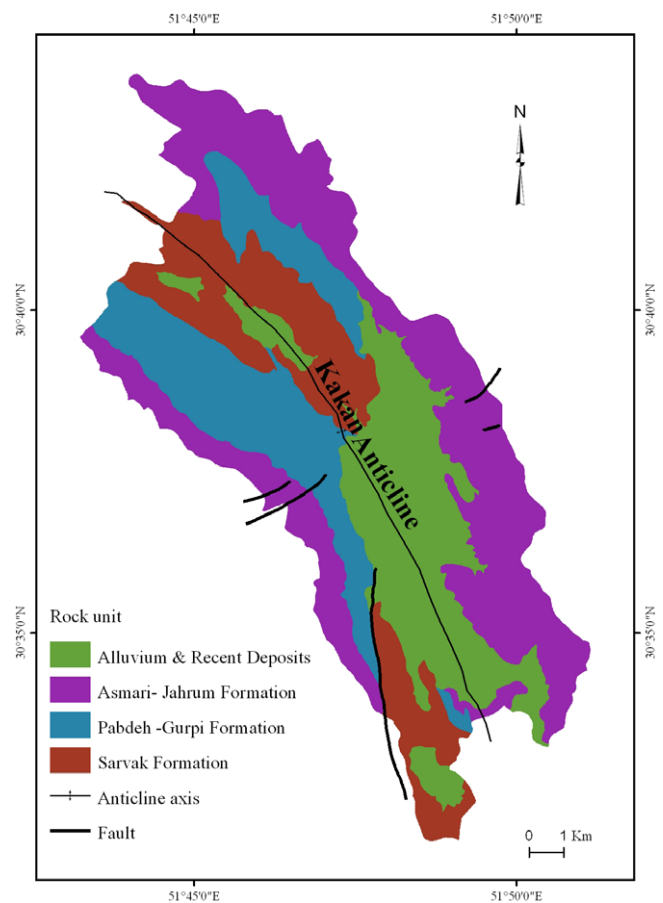 51°45'0"E
51°50'0"E
N
30°40'0"N
30°40'0"N
Kakan Anticline
30°35'0"N
30°35'0"N
Rock unit
Alluvium & Recent Deposits
Asmari- Jahrum Formation
Pabdeh -Gurpi Formation
Sarvak Formation
Anticline axis
Fault
0 1 Km
51°45'0"E
51°50'0"E